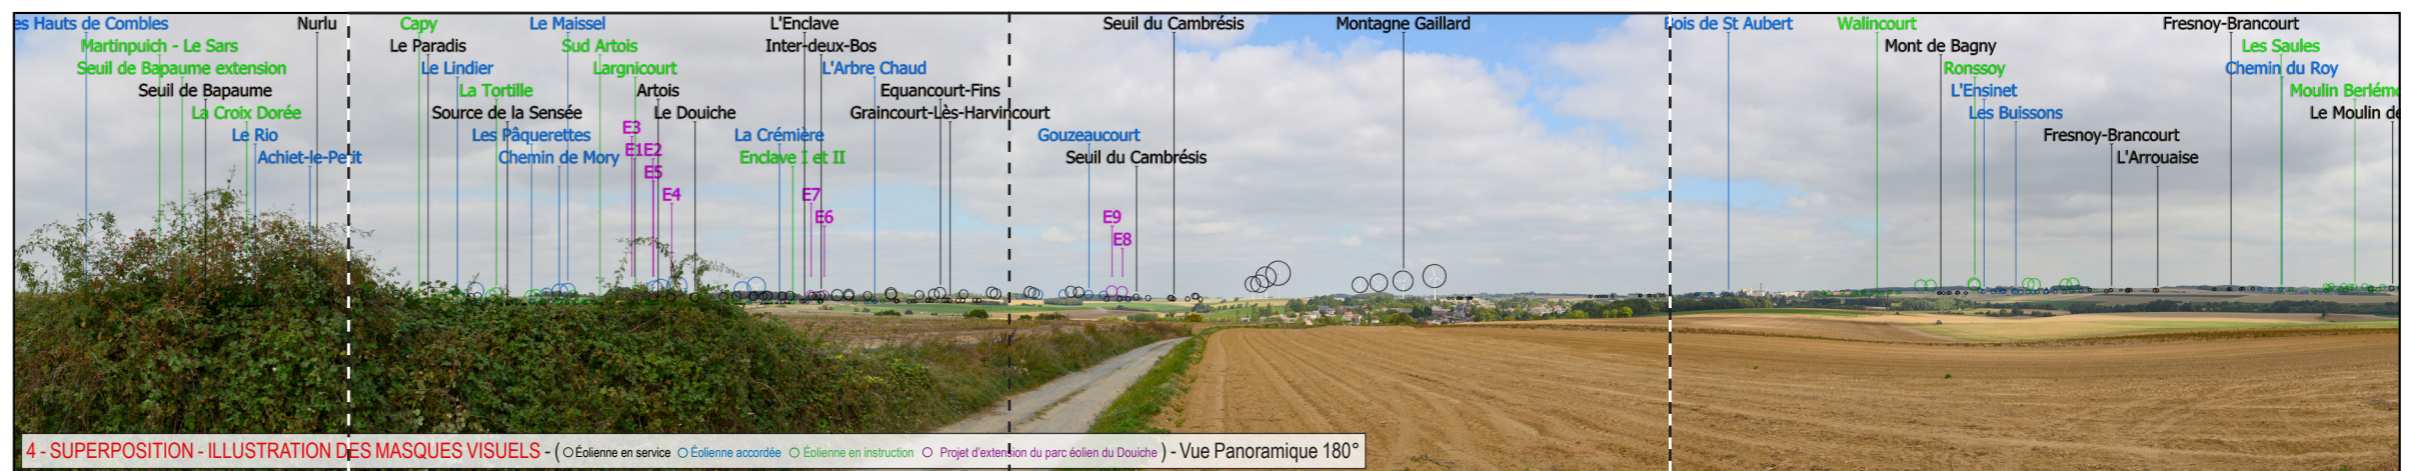 es Hauts de Combles Nurlu Capy Le Maissel L'Enclave Seuil du Cambrésis Montagne Gaillard Bois de St Aubert Walincourt Fresnoy-Brancourt
Martinpuich - Le Sars Le Paradis Sud Artois Inter-deux-Bos Mont de Bagny Les Saules
Seuil de Bapaume extension Le Lindier Largnicourt L'Arbre Chaud Ronssoy Chemin du Roy
Seuil de Bapaume La Tortille Artois Equancourt-Fins L'Ensinet Moulin Berlém
La Croix Dorée Source de la Sensée Le Douiche Graincourt-Lès-Harvincourt Les Buissons Le Moulin de
Le Rio Les Pâquerettes E3 La Crémière Gouzeaucourt Fresnoy-Brancourt
Achiet-le-Petit Chemin de Mory E1 E2 Enclave I et II Seuil du Cambrésis L'Arrouaise
E5
E4 E7
E6 E9
E8
4 - SUPERPOSITION - ILLUSTRATION DES MASQUES VISUELS - ( Éolienne en service Éolienne accordée Éolienne en instruction Projet d'extension du parc éolien du Douiche ) - Vue Panoramique 180°